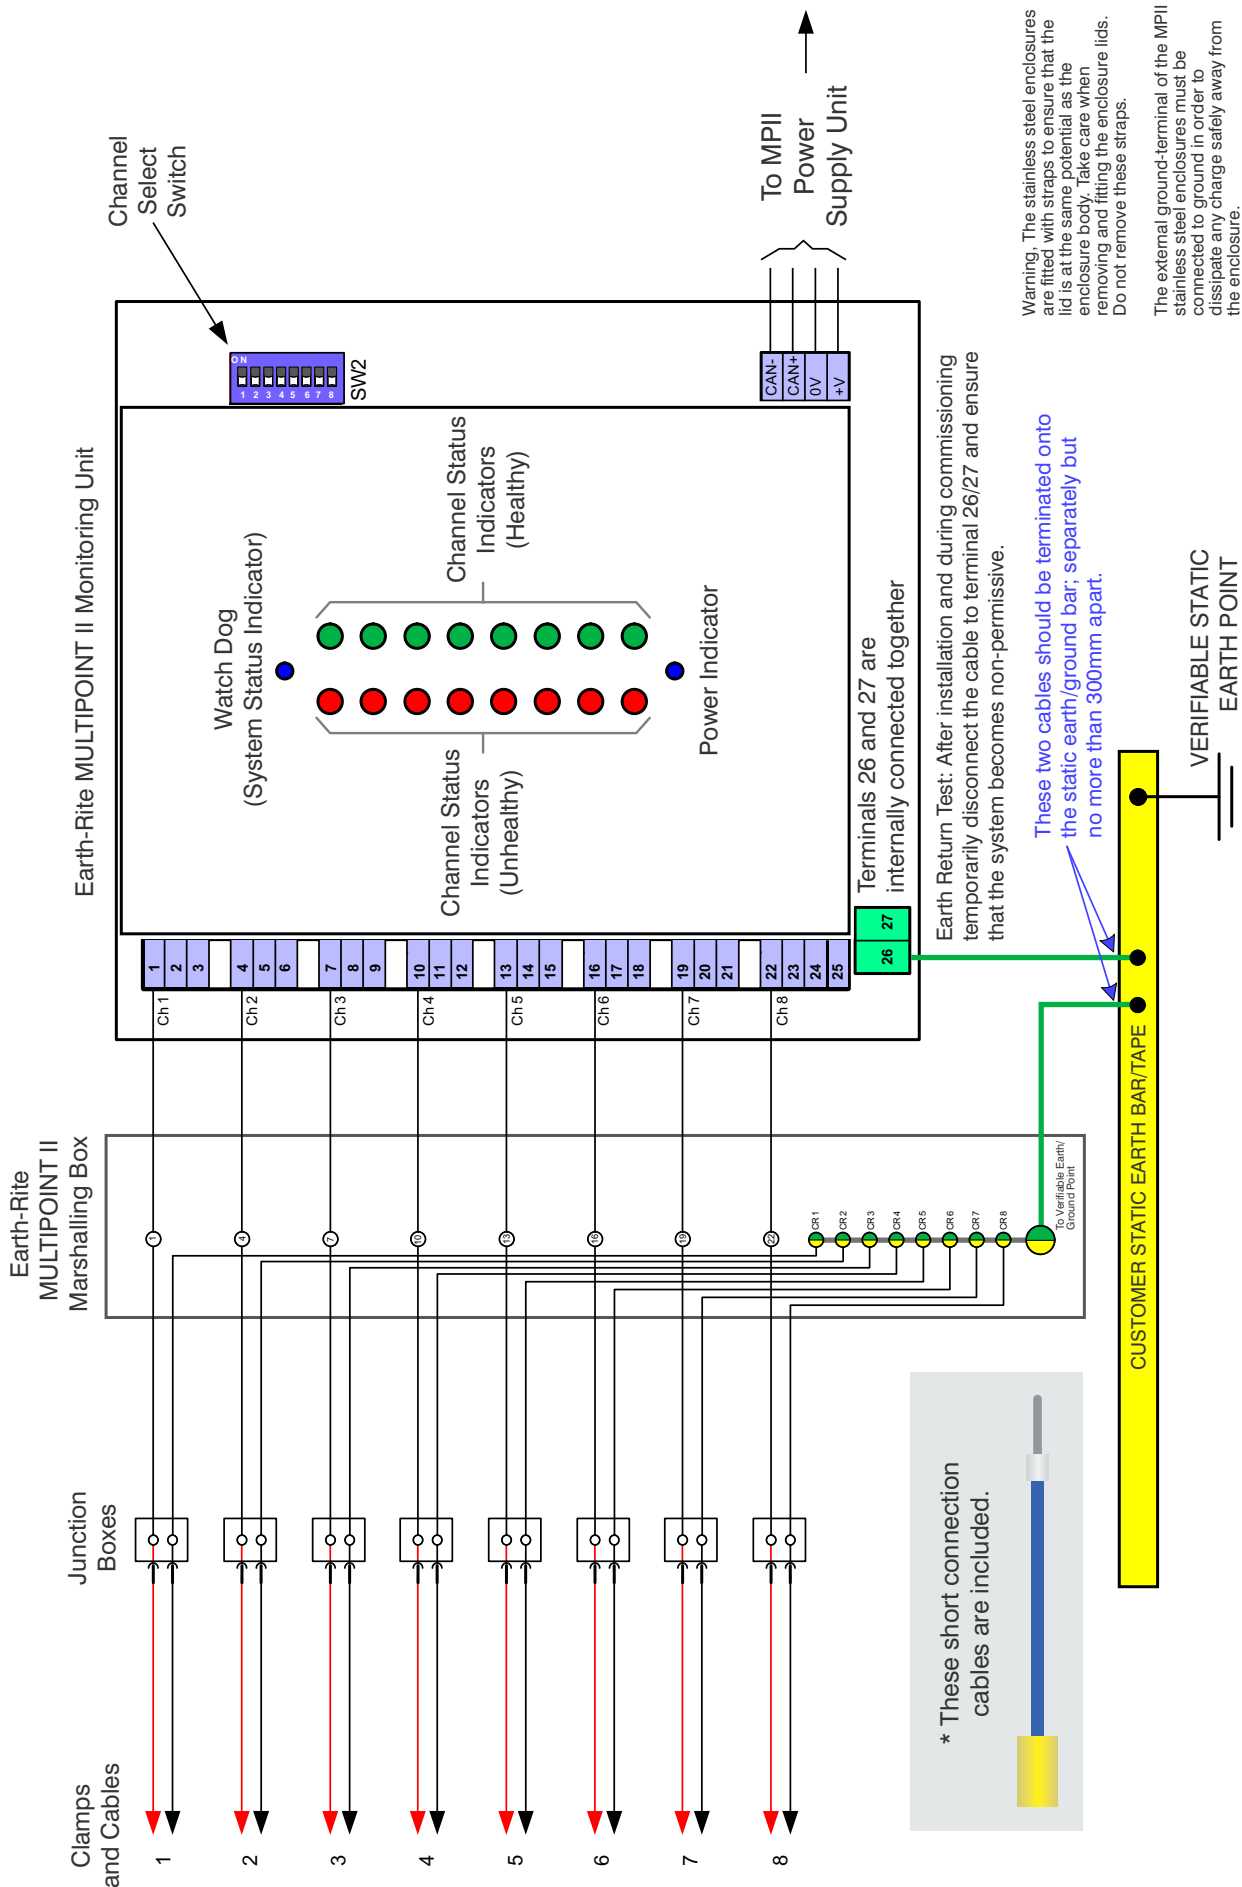 Earth-Rite MULTIPOINT II Monitoring Unit
Channel
Select
Switch
ON
1 2 3 4 5 6 7 8
SW2
Watch Dog
(System Status Indicator)
Channel Status
Indicators
(Healthy)
Channel Status
Indicators
(Unhealthy)
Power Indicator
CAN-
CAN+
0V
+V
To MPII
Power
Supply Unit
1
2
3
4
5
6
7
8
9
10
11
12
13
14
15
16
17
18
19
20
21
22
23
24
25
26 27
Ch 1
Ch 2
Ch 3
Ch 4
Ch 5
Ch 6
Ch 7
Ch 8
Terminals 26 and 27 are
internally connected together
Earth Return Test: After installation and during commissioning
temporarily disconnect the cable to terminal 26/27 and ensure
that the system becomes non-permissive.
Warning, The stainless steel enclosures
are fitted with straps to ensure that the
lid is at the same potential as the
enclosure body. Take care when
removing and fitting the enclosure lids.
Do not remove these straps.
The external ground-terminal of the MPII
stainless steel enclosures must be
connected to ground in order to
dissipate any charge safely away from
the enclosure.
These two cables should be terminated onto
the static earth/ground bar; separately but
no more than 300mm apart.
VERIFIABLE STATIC
EARTH POINT
CUSTOMER STATIC EARTH BAR/TAPE
Earth-Rite
MULTIPOINT II
Marshalling Box
1
4
7
10
13
16
19
22
CR1
CR2
CR3
CR4
CR5
CR6
CR7
CR8
To Verifiable Earth/
Ground Point
Junction
Boxes
Clamps
and Cables
1
2
3
4
5
6
7
8
* These short connection
cables are included.